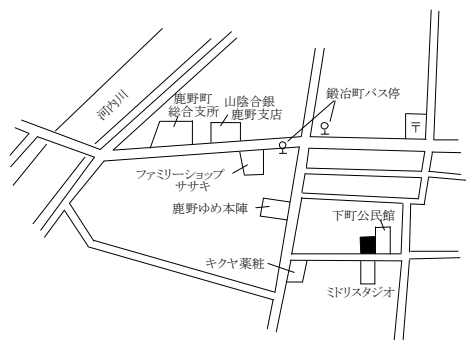 河内川
鹿野町
総合支所
山陰合銀
鹿野支店
鍛冶町バス停
〒
ファミリーショップ
ササキ
鹿野ゆめ本陣
下町公民館
キクヤ薬粧
ミドリスタジオ